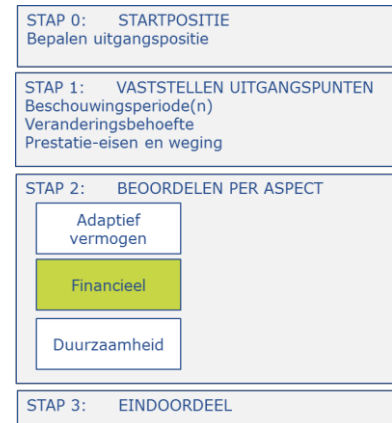 STAP 0: STARTPOSITIE
Bepalen uitgangspositie
STAP 1: VASTSTELLEN UITGANGSPUNTEN
Beschouwingsperiode(n)
Veranderingsbehoefte
Prestatie-eisen en weging
STAP 2: BEOORDELEN PER ASPECT
Adaptief
vermogen
Financieel
Duurzaamheid
STAP 3: EINDOORDEEL